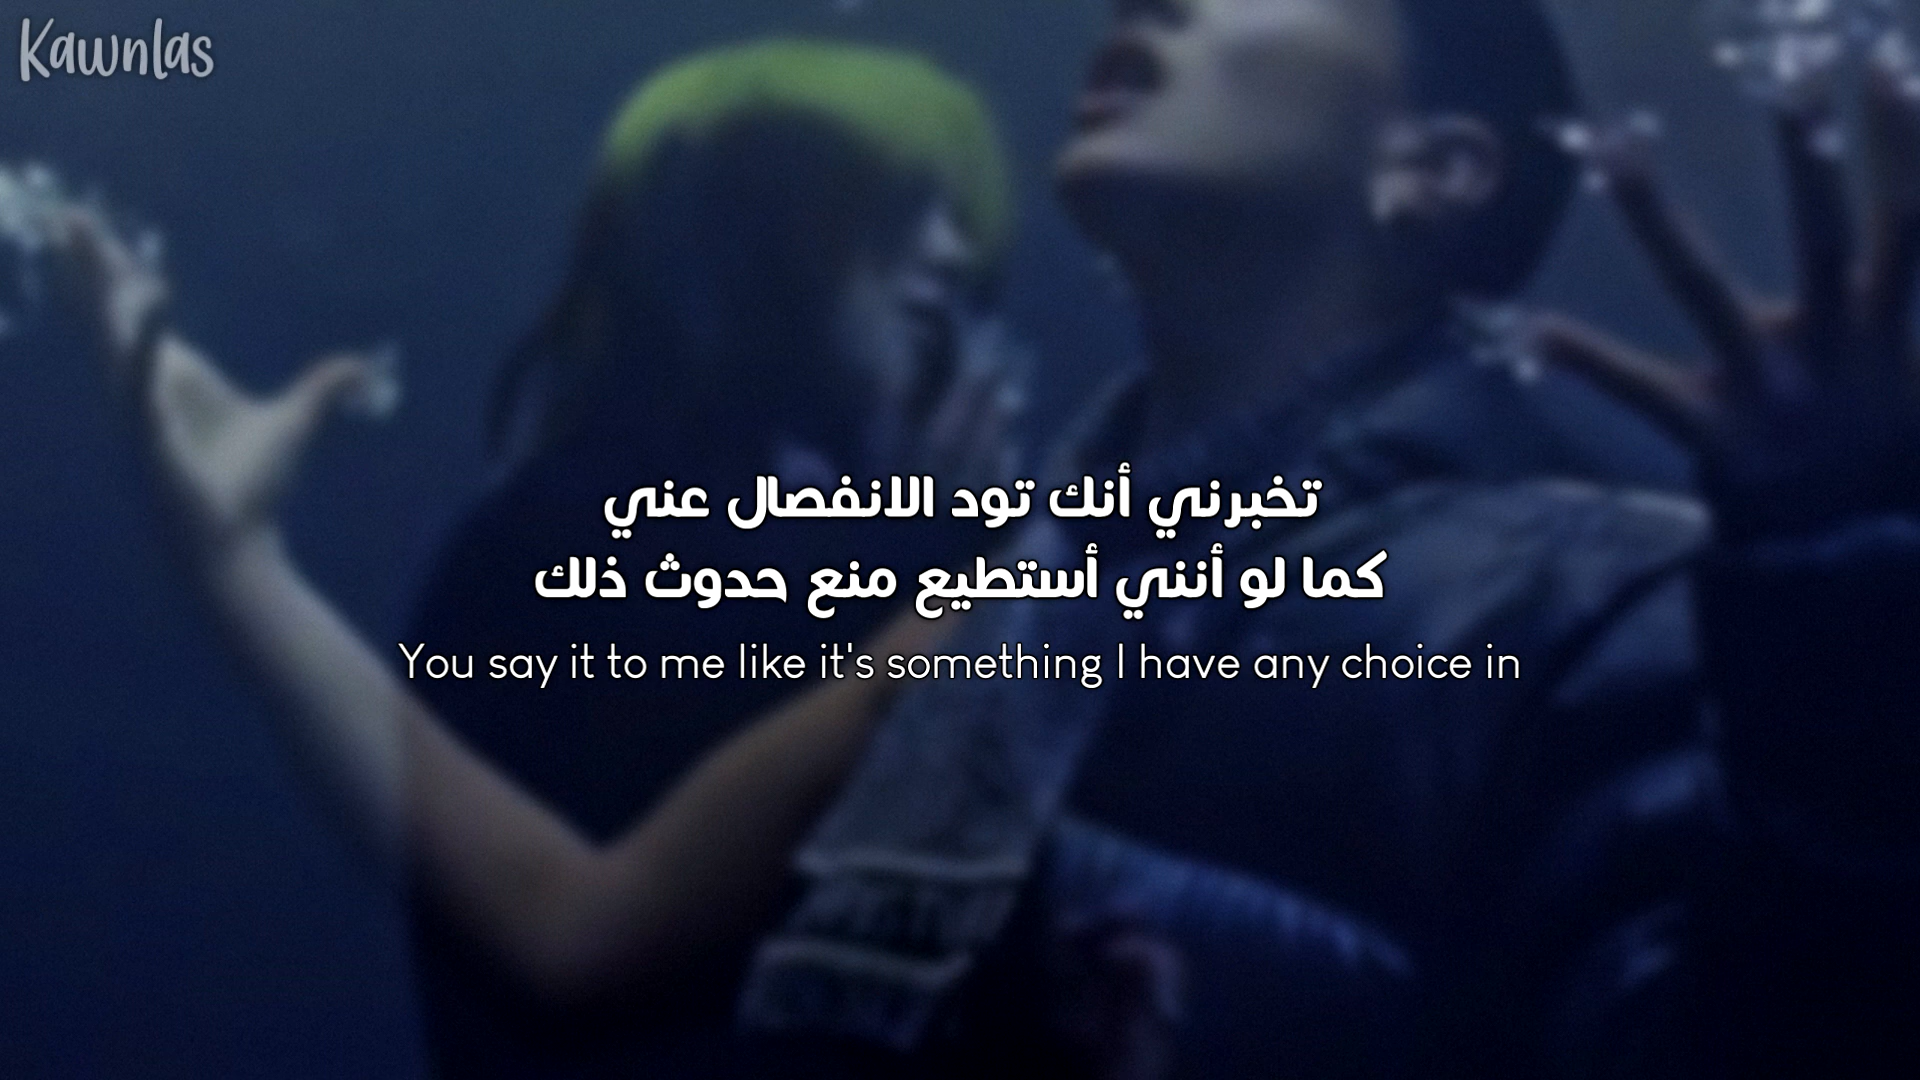 Kawnlas
تخبرني أنك تود الانفصال عني
كما لو أنني أستطيع منع حدوث ذلك
You say it to me like it's something I have any choice in